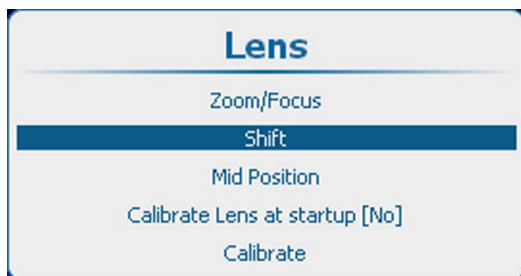 Lens
Zoom/Focus
Shift
Mid Position
Calibrate Lens at startup [No]
Calibrate